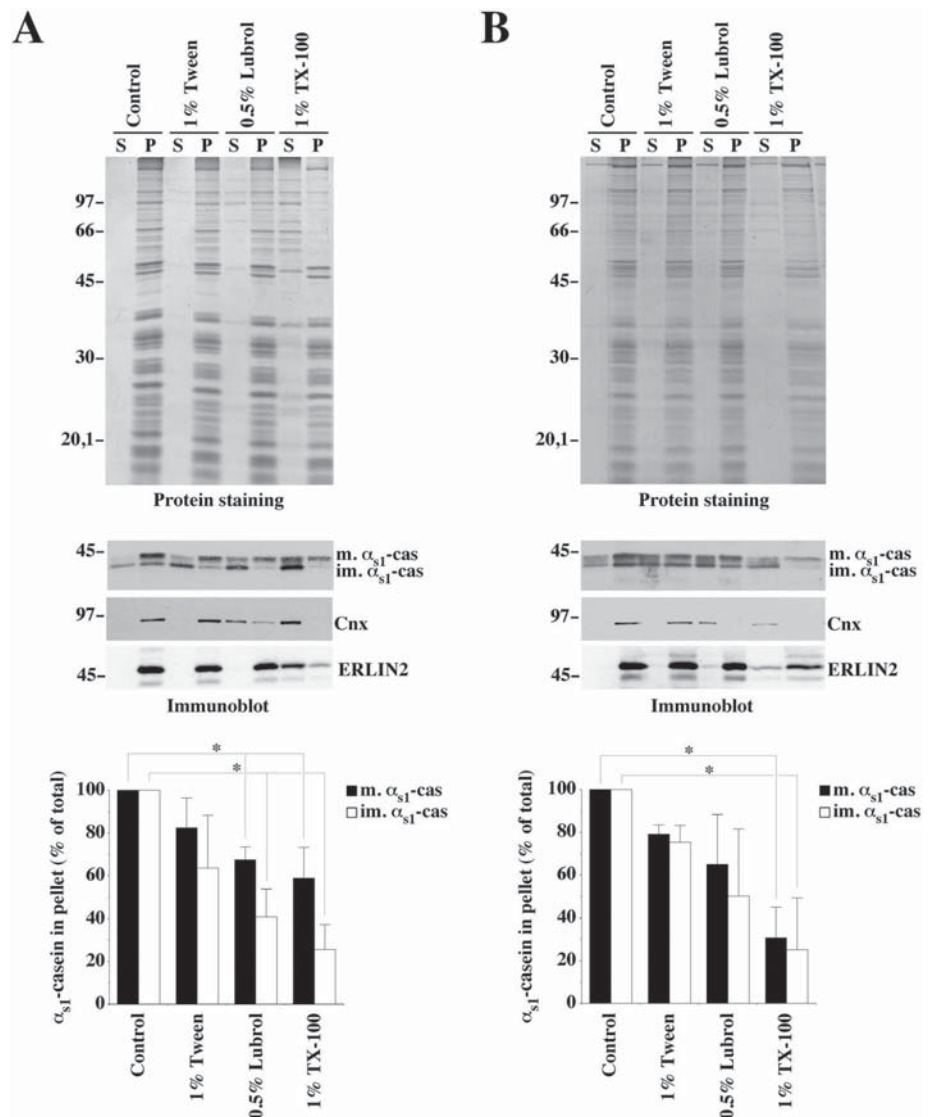 A
Control
1% Tween
0.5% Lubrol
1% TX-100
S P S P S P S P
97–
66–
45–
30–
20,1–
Protein staining
45–
m. αs1-cas
im. αs1-cas
97–
Cnx
45–
ERLIN2
Immunoblot
*
*
m. αs1-cas
im. αs1-cas
αs1-casein in pellet (% of total)
100
80
60
40
20
0
Control
1% Tween
0.5% Lubrol
1% TX-100
B
Control
1% Tween
0.5% Lubrol
1% TX-100
S P S P S P S P
97–
66–
45–
30–
20,1–
Protein staining
45–
m. αs1-cas
im. αs1-cas
97–
Cnx
45–
ERLIN2
Immunoblot
*
*
m. αs1-cas
im. αs1-cas
αs1-casein in pellet (% of total)
100
80
60
40
20
0
Control
1% Tween
0.5% Lubrol
1% TX-100